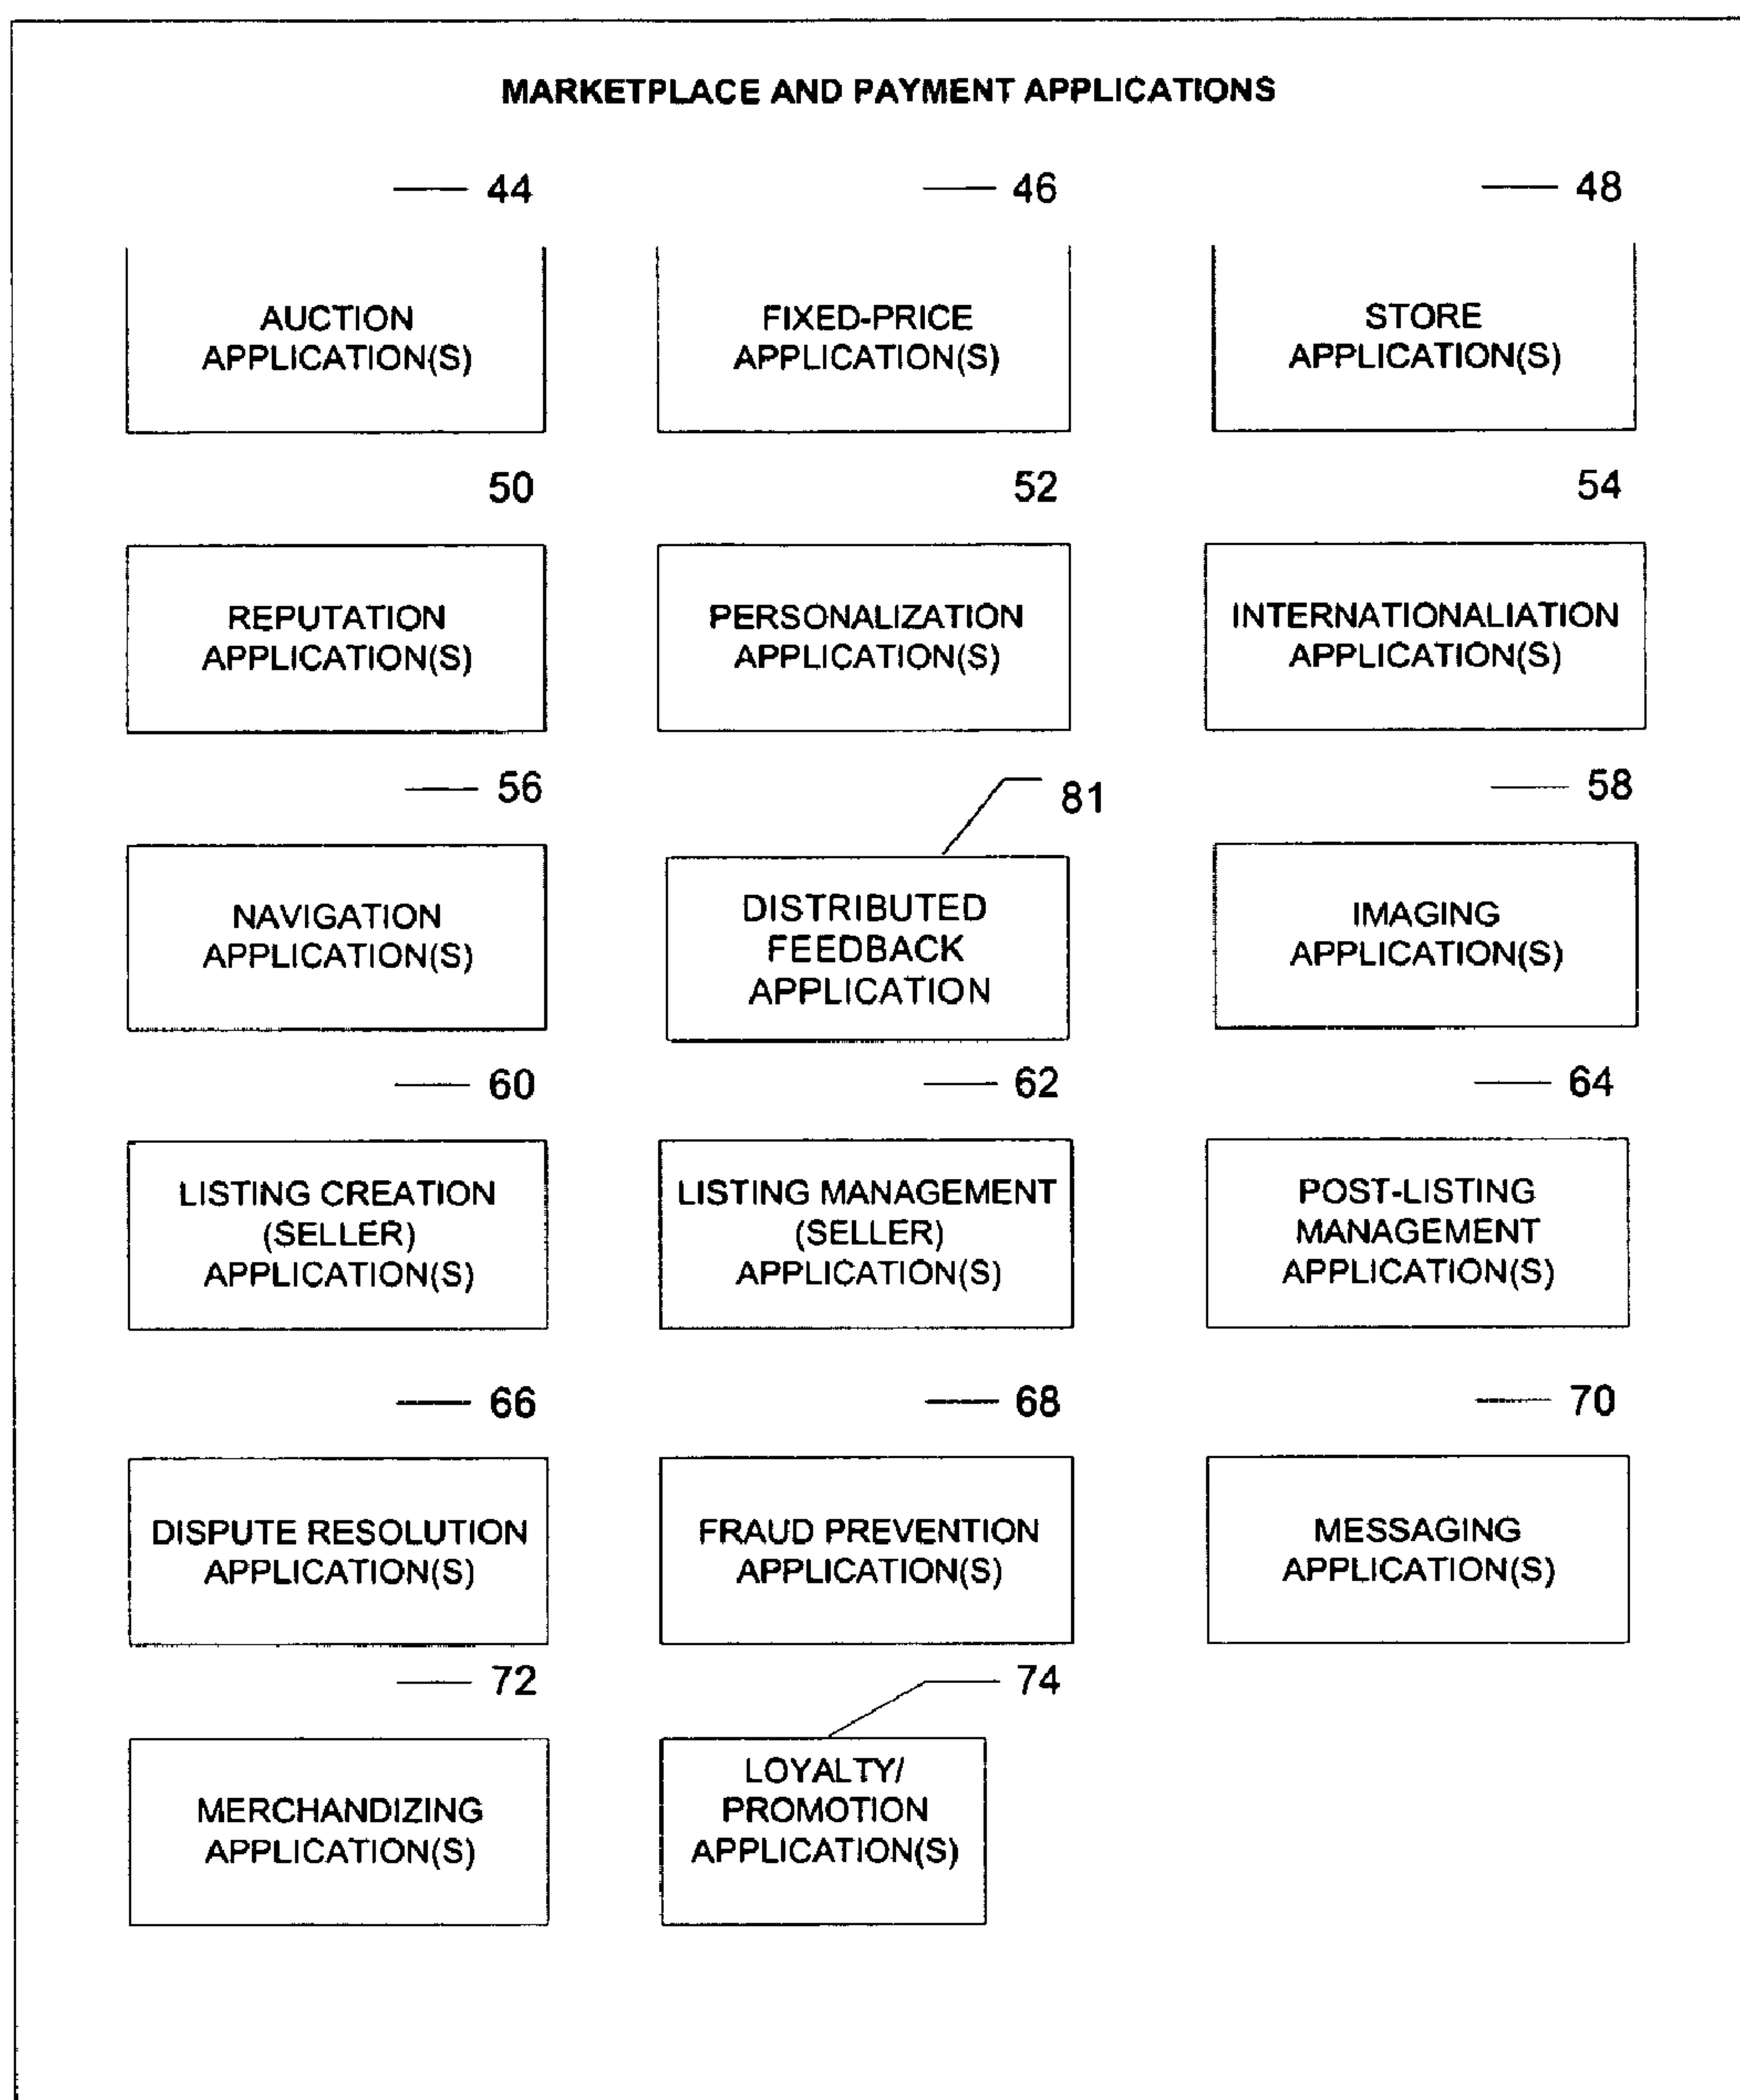 MARKETPLACE AND PAYMENT APPLICATIONS
44
AUCTION
APPLICATION(S)
46
FIXED-PRICE
APPLICATION(S)
48
STORE
APPLICATION(S)
50
REPUTATION
APPLICATION(S)
52
PERSONALIZATION
APPLICATION(S)
54
INTERNATIONALIATION
APPLICATION(S)
56
NAVIGATION
APPLICATION(S)
81
DISTRIBUTED
FEEDBACK
APPLICATION
58
IMAGING
APPLICATION(S)
60
LISTING CREATION
(SELLER)
APPLICATION(S)
62
LISTING MANAGEMENT
(SELLER)
APPLICATION(S)
64
POST-LISTING
MANAGEMENT
APPLICATION(S)
66
DISPUTE RESOLUTION
APPLICATION(S)
68
FRAUD PREVENTION
APPLICATION(S)
70
MESSAGING
APPLICATION(S)
72
MERCHANDIZING
APPLICATION(S)
74
LOYALTY/
PROMOTION
APPLICATION(S)